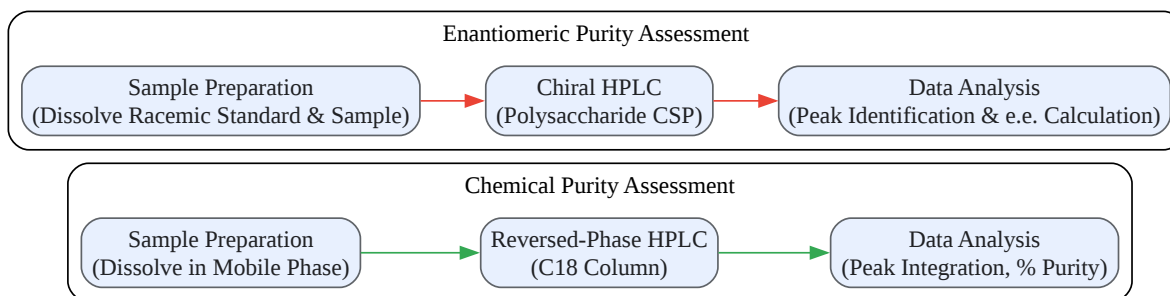 Enantiomeric Purity Assessment
Sample Preparation
(Dissolve Racemic Standard & Sample)
Chiral HPLC
(Polysaccharide CSP)
Data Analysis
(Peak Identification & e.e. Calculation)
Chemical Purity Assessment
Sample Preparation
(Dissolve in Mobile Phase)
Reversed-Phase HPLC
(C18 Column)
Data Analysis
(Peak Integration, % Purity)